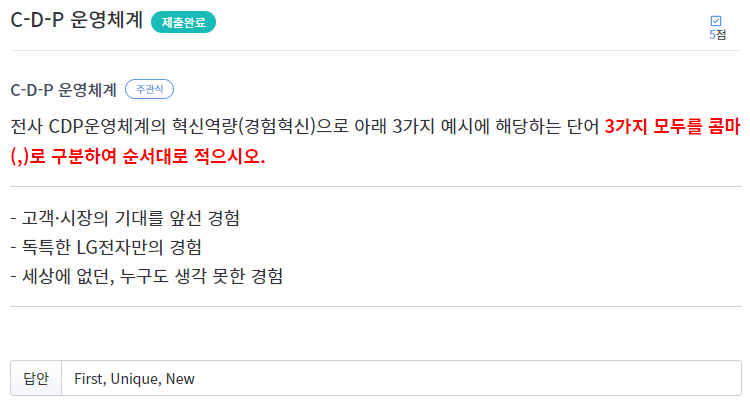 C-D-P 운영체계 제출완료
5점
C-D-P 운영체계 주관식
전사 CDP운영체계의 혁신역량(경험혁신)으로 아래 3가지 예시에 해당하는 단어 3가지 모두를 콤마
(,)로 구분하여 순서대로 적으시오.
- 고객·시장의 기대를 앞선 경험
- 독특한 LG전자만의 경험
- 세상에 없던, 누구도 생각 못한 경험
답안 First, Unique, New